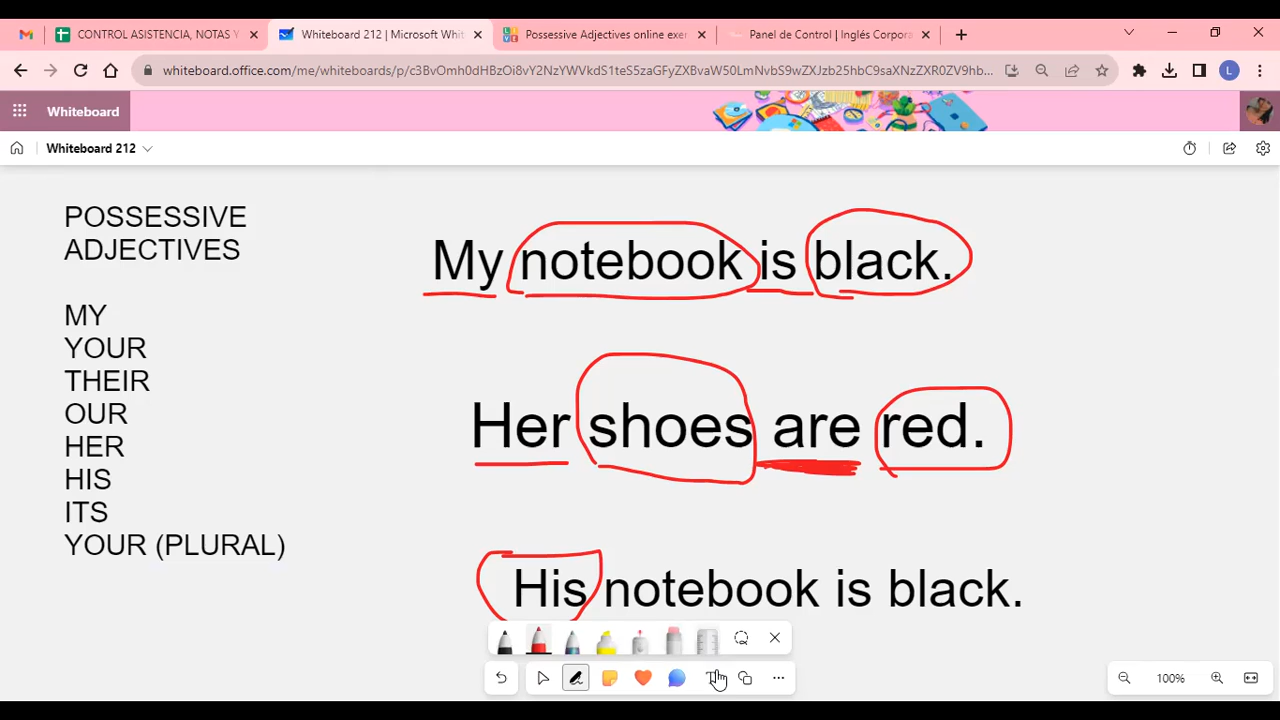 CONTROL ASISTENCIA, NOTAS Y
Whiteboard 212 | Microsoft Whit
Possessive Adjectives online exer
Panel de Control | Inglés Corpora
whiteboard.office.com/me/whiteboards/p/
L
Whiteboard
Whiteboard 212
POSSESSIVE
ADJECTIVES
MY
YOUR
THEIR
OUR
HER
HIS
ITS
YOUR (PLURAL)
My notebook is black.
Her shoes are red.
His notebook is black.
100%